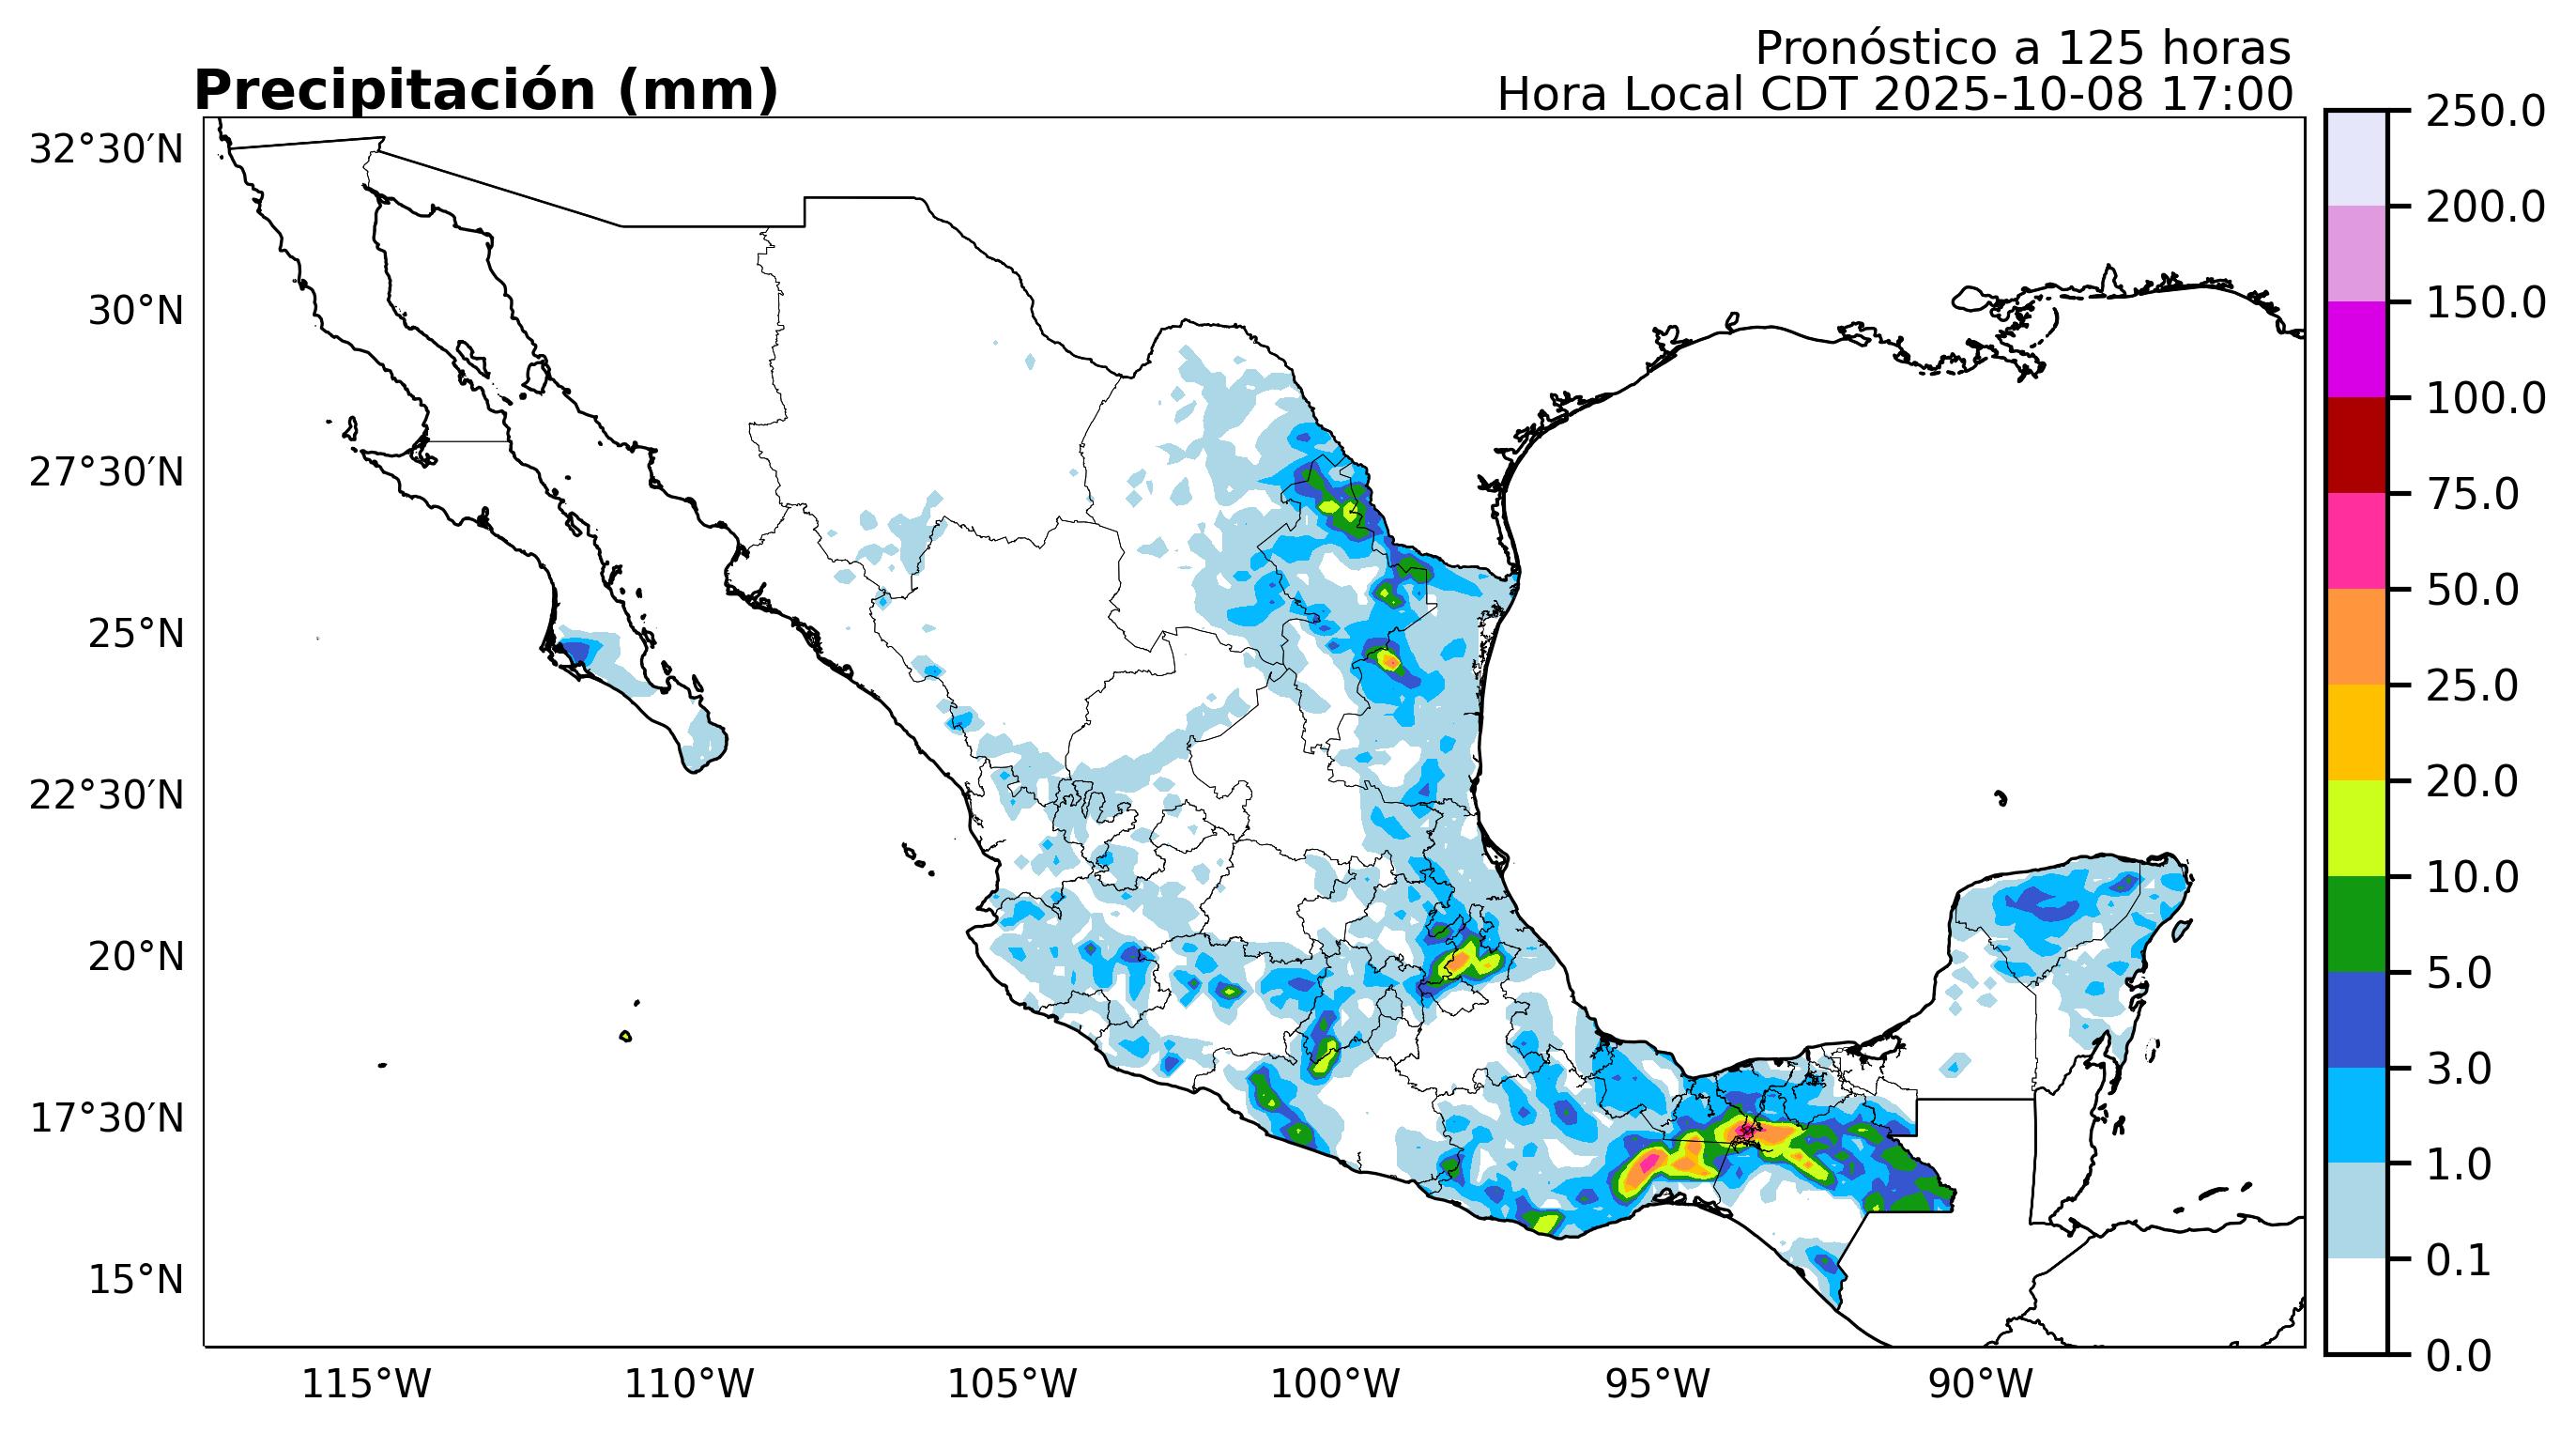 Pronóstico a 125 horas
Precipitación (mm)
Hora Local CDT 2025-10-08 17:00
32°30′N
30°N
27°30′N
25°N
22°30′N
20°N
17°30′N
15°N
115°W
110°W
105°W
100°W
95°W
90°W
250.0
200.0
150.0
100.0
75.0
50.0
25.0
20.0
10.0
5.0
3.0
1.0
0.1
0.0